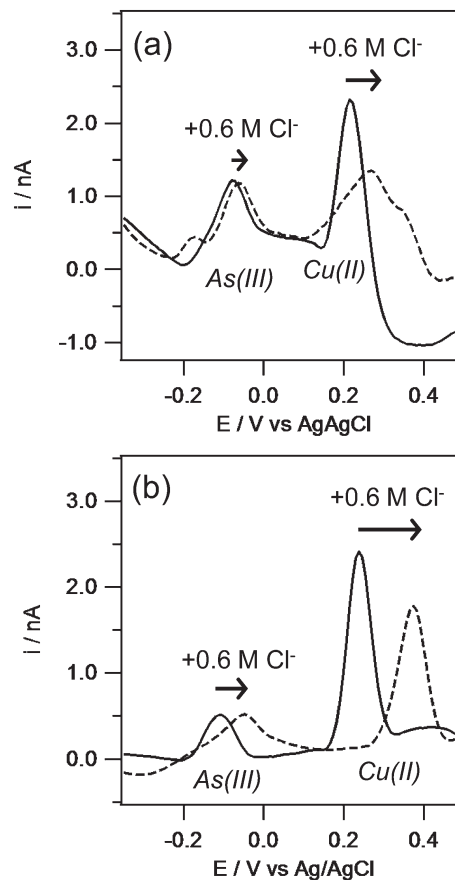 (a)
+0.6 M Cl-
+0.6 M Cl-
3.0
2.0
1.0
0.0
-1.0
i / nA
As(III)
Cu(II)
-0.2 0.0 0.2 0.4
E / V vs AgAgCl
(b)
+0.6 M Cl-
+0.6 M Cl-
3.0
2.0
1.0
0.0
i / nA
As(III)
Cu(II)
-0.2 0.0 0.2 0.4
E / V vs Ag/AgCl